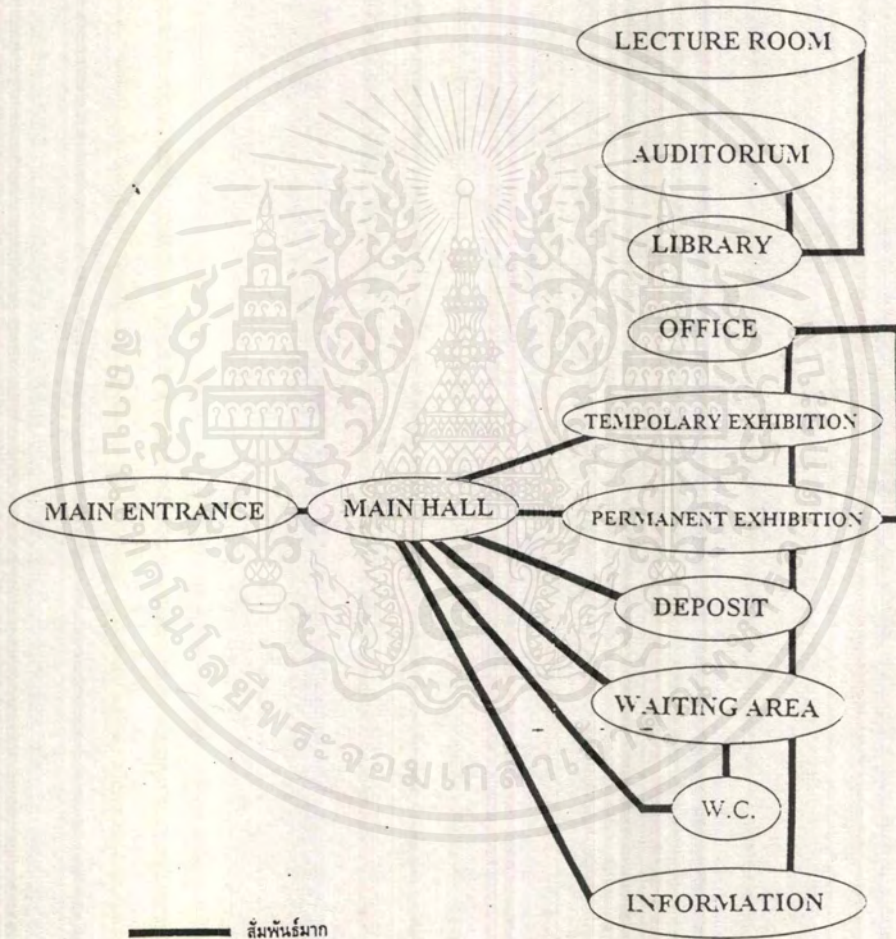 LECTURE ROOM
AUDITORIUM
LIBRARY
OFFICE
TEMPOLARY EXHIBITION
MAIN ENTRANCE
MAIN HALL
PERMANENT EXHIBITION
DEPOSIT
WAITING AREA
W.C.
INFORMATION
สัมพันธ์มาก